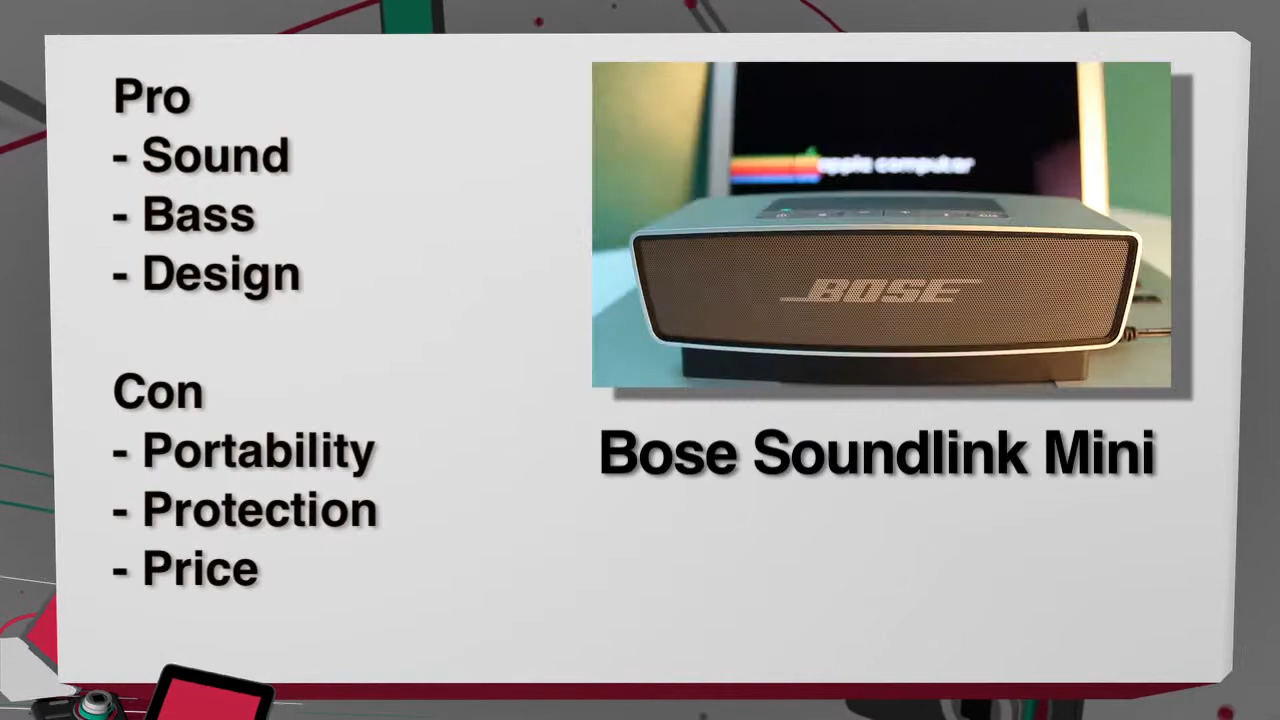 Pro
- Sound
- Bass
- Design
Con
- Portability
- Protection
- Price
apple computer
BOSE
Bose Soundlink Mini